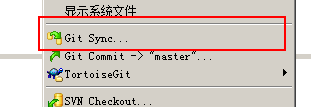 显示系统文件
Git Sync...
Git Commit -> "master"...
TortoiseGit
SVN Checkout...